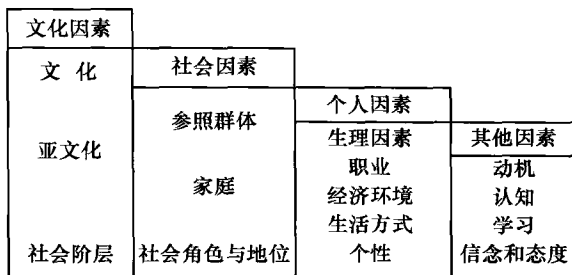 文化因素
文 化
亚文化
社会阶层
社会因素
参照群体
家庭
社会角色与地位
个人因素
生理因素
职业
经济环境
生活方式
个性
其他因素
动机
认知
学习
信念和态度